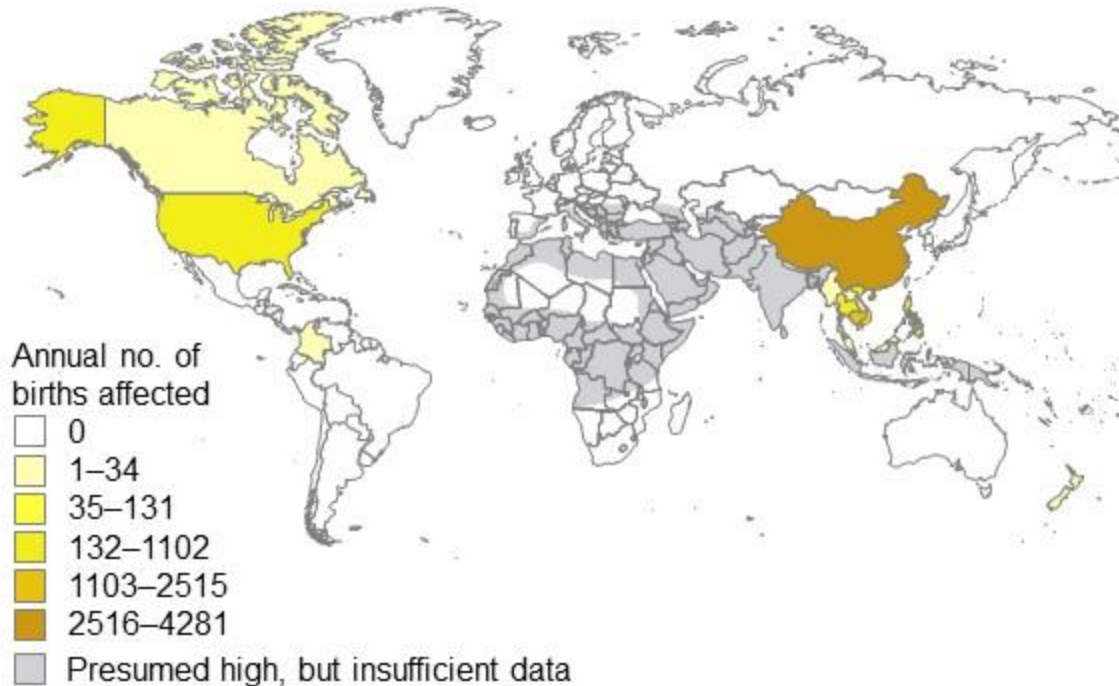 Annual no. of
births affected
0
1–34
35–131
132–1102
1103–2515
2516–4281
Presumed high, but insufficient data